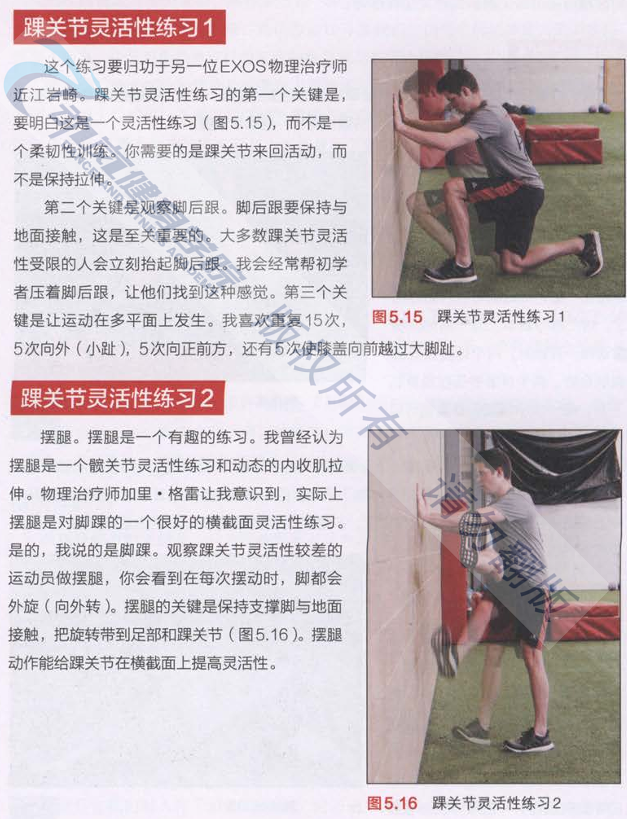 踝关节灵活性练习1
这个练习要归功于另一位EXOS物理治疗师
近江岩崎。踝关节灵活性练习的第一个关键是，
要明白这是一个灵活性练习（图5.15），而不是一
个柔韧性训练。你需要的是踝关节来回活动，而
不是保持拉伸。
第二个关键是观察脚后跟。脚后跟要保持与
地面接触，这是至关重要的。大多数踝关节灵活
性受限的人会立刻抬起脚后跟。我会经常帮初学
者压着脚后跟，让他们找到这种感觉。第三个关
键是让运动在多平面上发生。我喜欢重复15次，
5次向外（小趾），5次向正前方，还有5次使膝盖向前越过大脚趾。
图5.15 踝关节灵活性练习1
踝关节灵活性练习2
摆腿。摆腿是一个有趣的练习。我曾经认为
摆腿是一个髋关节灵活性练习和动态的内收肌拉
伸。物理治疗师加里·格雷让我意识到，实际上
摆腿是对脚踝的一个很好的横截面灵活性练习。
是的，我说的是脚踝。观察踝关节灵活性较差的
运动员做摆腿，你会看到在每次摆动时，脚都会
外旋（向外转）。摆腿的关键是保持支撑脚与地面
接触，把旋转带到足部和踝关节（图5.16）。摆腿
动作能给踝关节在横截面上提高灵活性。
图5.16 踝关节灵活性练习2
版权所有 请勿翻版